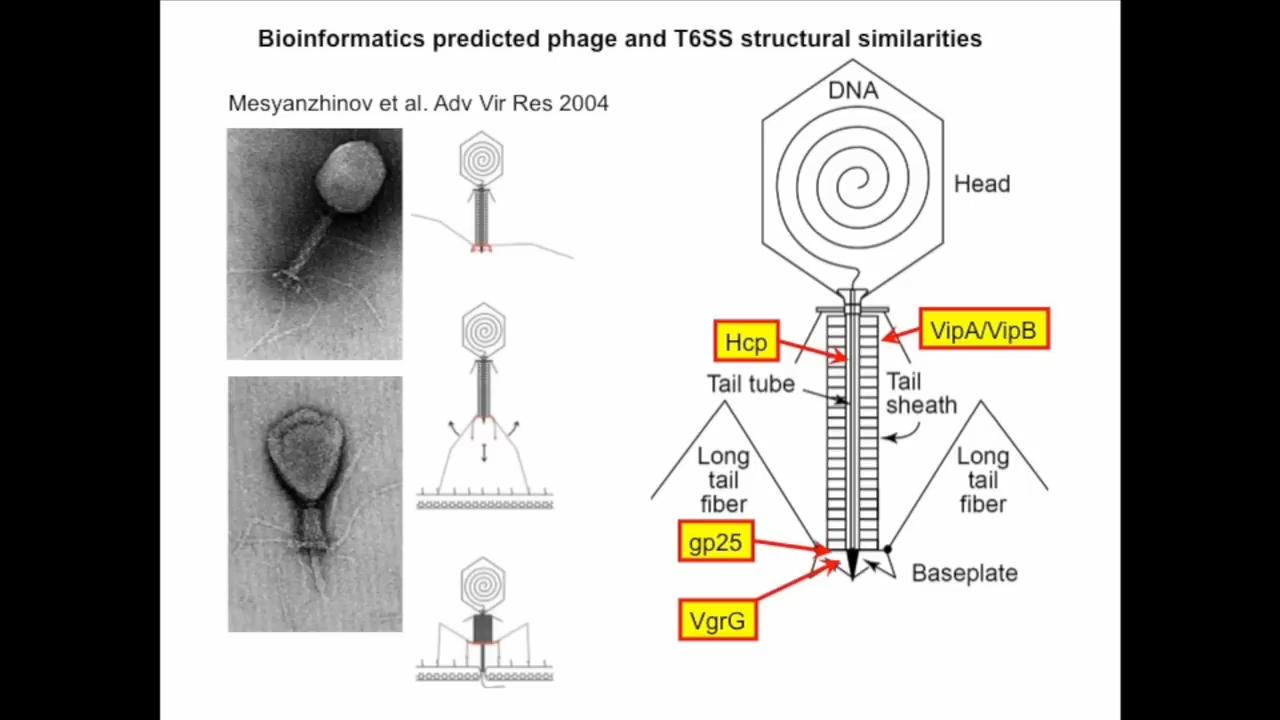 Bioinformatics predicted phage and T6SS structural similarities
Mesyanzhinov et al. Adv Vir Res 2004
DNA
Head
Hcp
VipA/VipB
Tail tube
Tail
sheath
Long
tail
fiber
Long
tail
fiber
gp25
Baseplate
VgrG